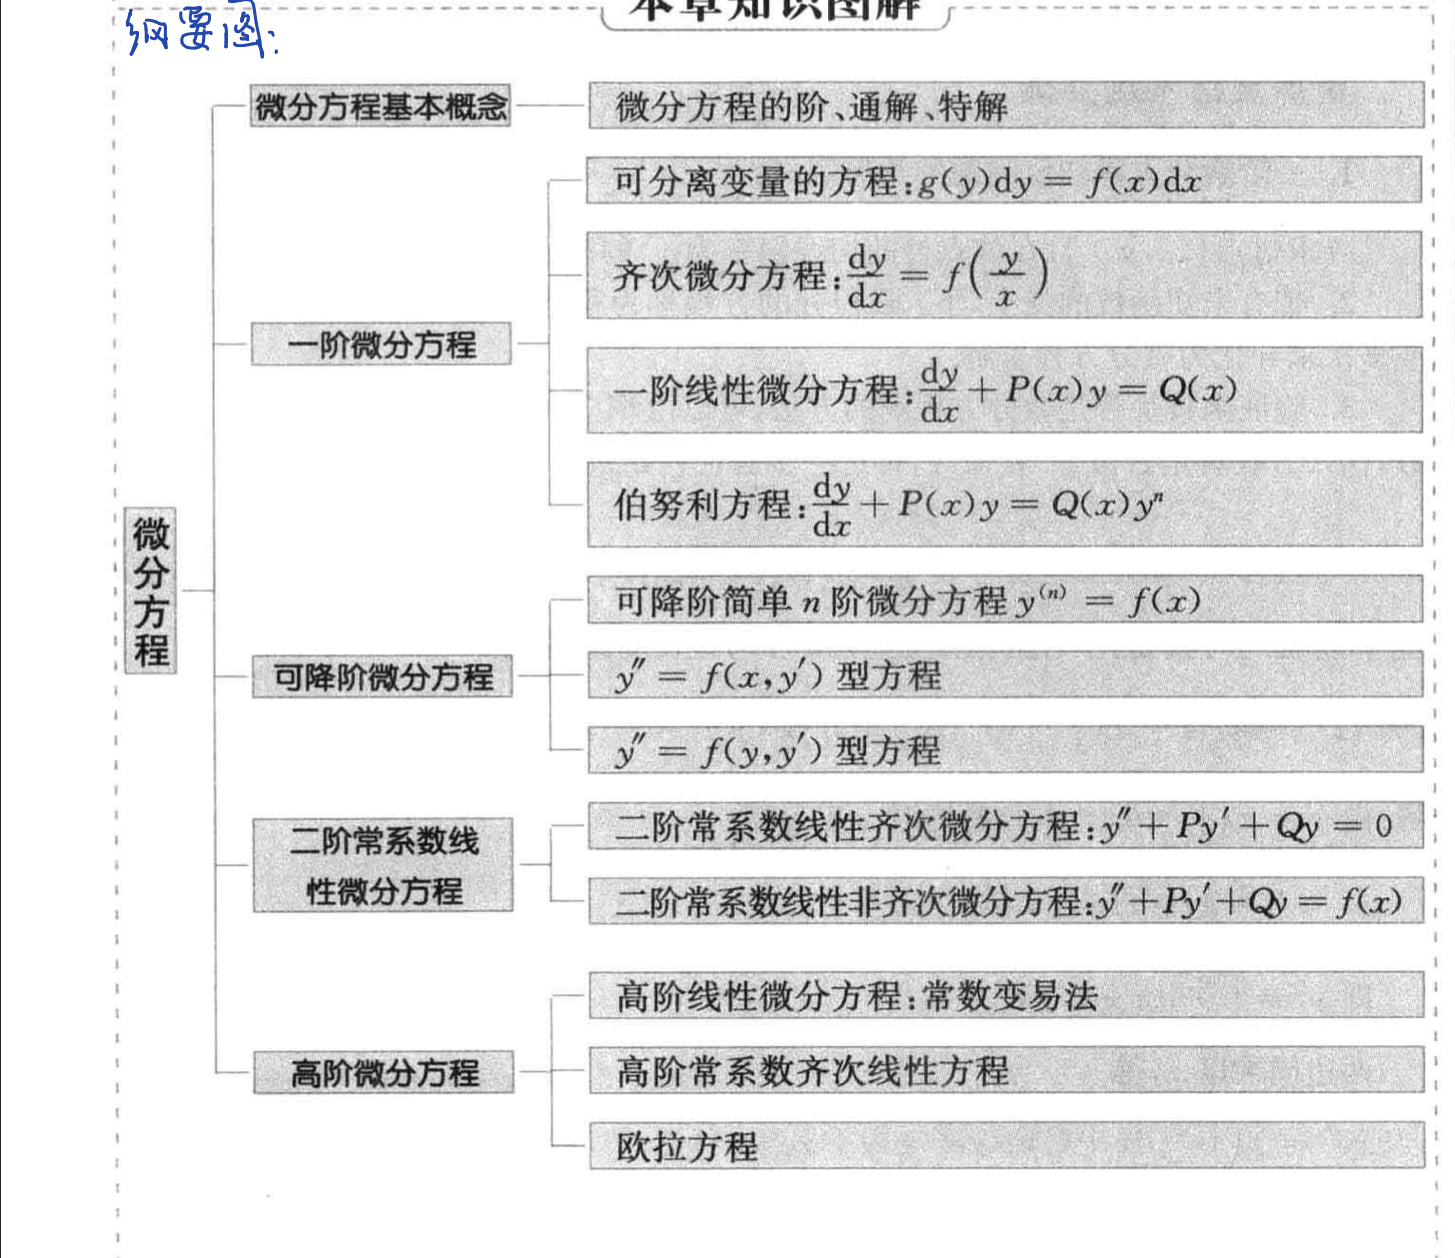 本章知识图解
纲要图:
微分方程
微分方程基本概念
微分方程的阶、通解、特解
一阶微分方程
可分离变量的方程:g(y)dy = f(x)dx
齐次微分方程:dy/dx = f(y/x)
一阶线性微分方程:dy/dx + P(x)y = Q(x)
伯努利方程:dy/dx + P(x)y = Q(x)yⁿ
可降阶微分方程
可降阶简单 n 阶微分方程 y⁽ⁿ⁾ = f(x)
y″ = f(x,y′) 型方程
y″ = f(y,y′) 型方程
二阶常系数线
性微分方程
二阶常系数线性齐次微分方程:y″+Py′+Qy = 0
二阶常系数线性非齐次微分方程:y″+Py′+Qy = f(x)
高阶微分方程
高阶线性微分方程:常数变易法
高阶常系数齐次线性方程
欧拉方程